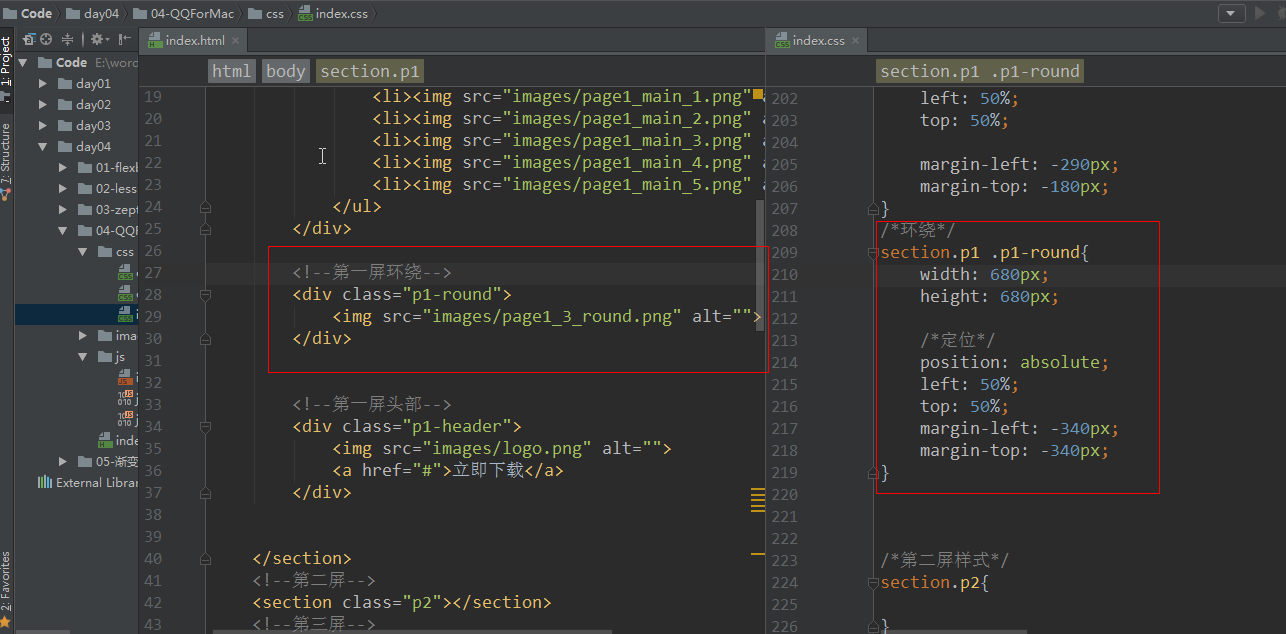 Code day04 04-QQForMac css index.css
index.html
index.css
1: Project
7: Structure
2: Favorites
Code E:\word
day01
day02
day03
day04
01-flexb
02-less
03-zept
04-QQF
css
ima
js
inde
05-渐变
External Librar
html body section.p1
19 <li><img src="images/page1_main_1.png"
20 <li><img src="images/page1_main_2.png"
21 <li><img src="images/page1_main_3.png"
22 <li><img src="images/page1_main_4.png"
23 <li><img src="images/page1_main_5.png"
24 </ul>
25 </div>
26
27 <!--第一屏环绕-->
28 <div class="p1-round">
29 <img src="images/page1_3_round.png" alt="">
30 </div>
31
32
33 <!--第一屏头部-->
34 <div class="p1-header">
35 <img src="images/logo.png" alt="">
36 <a href="#">立即下载</a>
37 </div>
38
39
40 </section>
41 <!--第二屏-->
42 <section class="p2"></section>
43 <!--第三屏-->
section.p1 .p1-round
202 left: 50%;
203 top: 50%;
204
205 margin-left: -290px;
206 margin-top: -180px;
207 }
208 /*环绕*/
209 section.p1 .p1-round{
210 width: 680px;
211 height: 680px;
212
213 /*定位*/
214 position: absolute;
215 left: 50%;
216 top: 50%;
217 margin-left: -340px;
218 margin-top: -340px;
219 }
220
221
222
223 /*第二屏样式*/
224 section.p2{
225
226 }